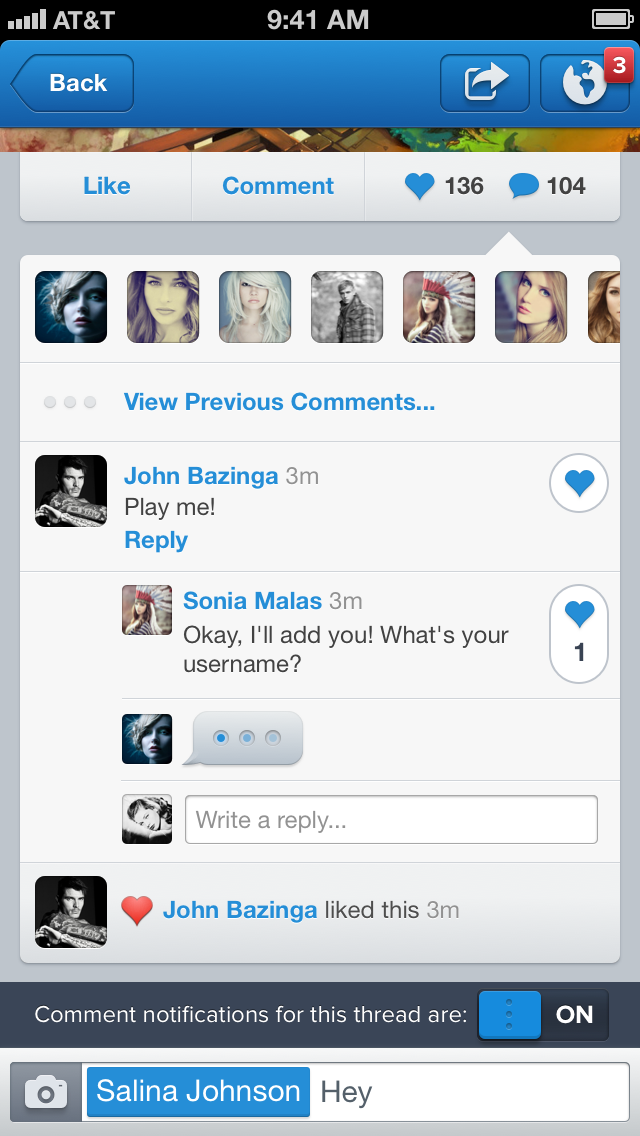 AT&T 9:41 AM
Back 3
Like Comment 136 104
View Previous Comments...
John Bazinga 3m
Play me!
Reply
Sonia Malas 3m
Okay, I'll add you! What's your
username?
1
Write a reply...
John Bazinga liked this 3m
Comment notifications for this thread are: ON
Salina Johnson Hey